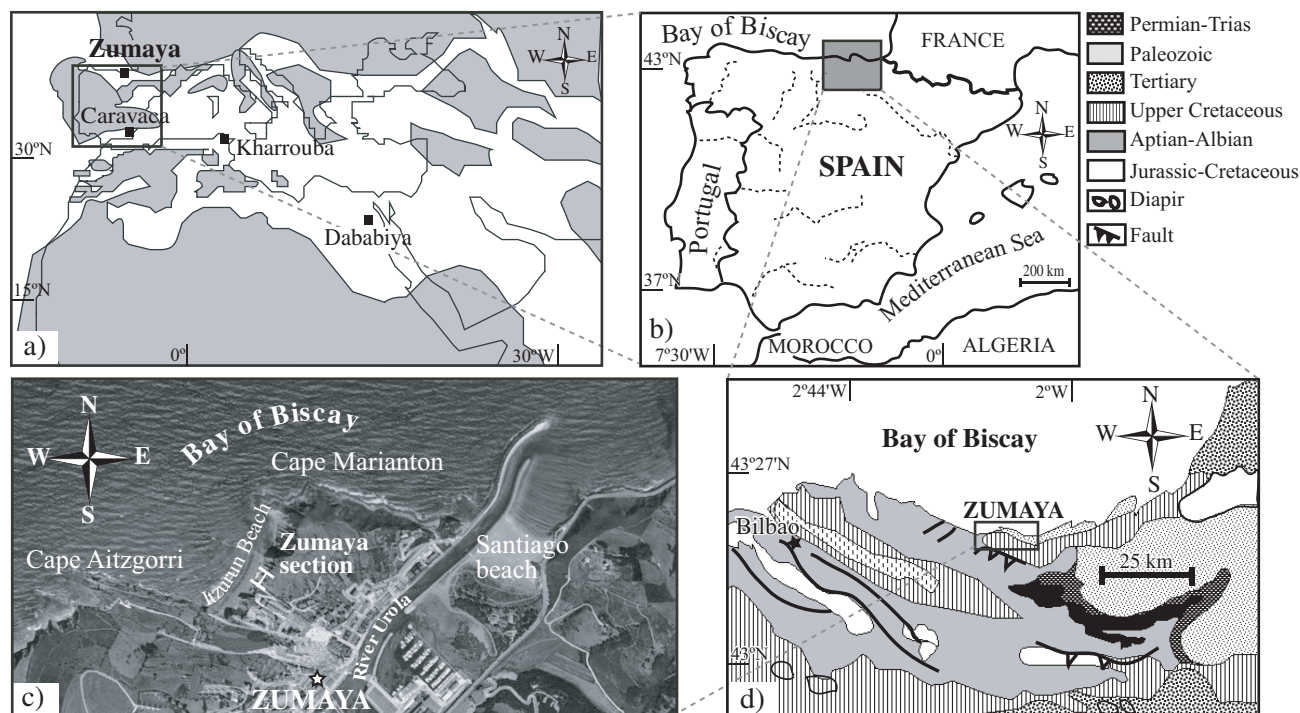 Zumaya
N
W
E
S
Caravaca
Kharrouba
30ºN
Dababiya
15ºN
a)
0º
30ºW
Bay of Biscay
FRANCE
43ºN
N
W
E
S
SPAIN
Portugal
Mediterranean Sea
200 km
37ºN
b)
MOROCCO
ALGERIA
7º30'W
0º
Permian-Trias
Paleozoic
Tertiary
Upper Cretaceous
Aptian-Albian
Jurassic-Cretaceous
Diapir
Fault
N
W
E
S
Bay of Biscay
Cape Marianton
Cape Aitzgorri
Itzurun Beach
Zumaya
section
Santiago
beach
River Urola
ZUMAYA
c)
2º44'W
2ºW
Bay of Biscay
N
W
E
S
43º27'N
ZUMAYA
Bilbao
25 km
43ºN
d)